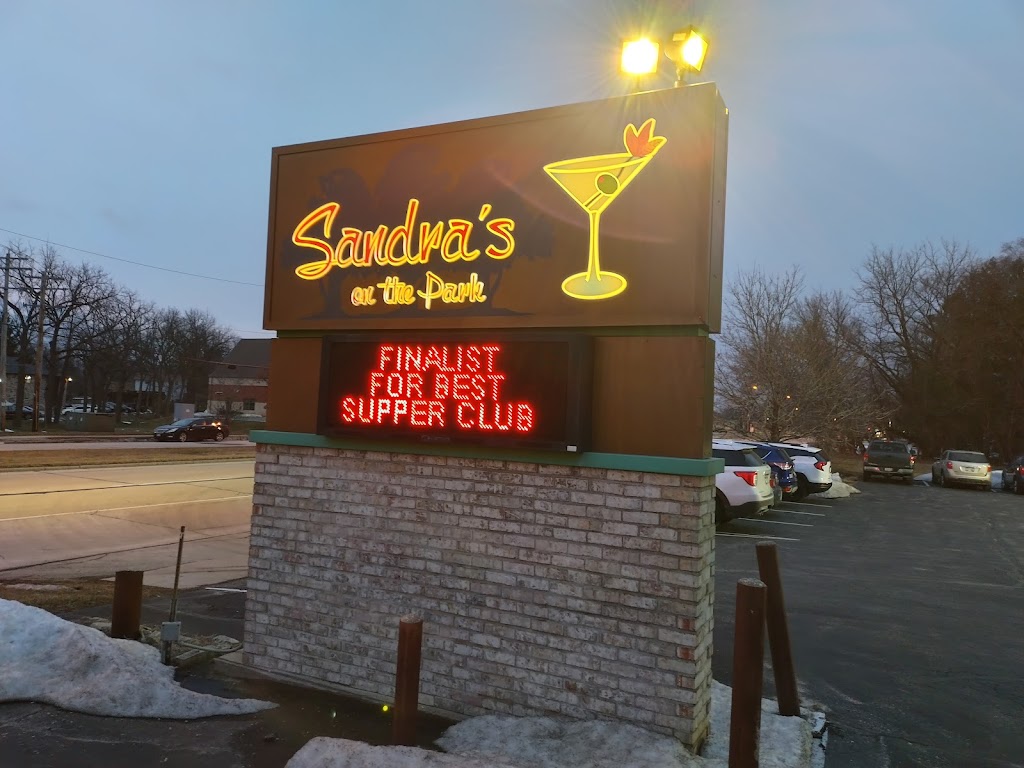 Sandra's
on the Park
FINALIST
FOR BEST
SUPPER CLUB